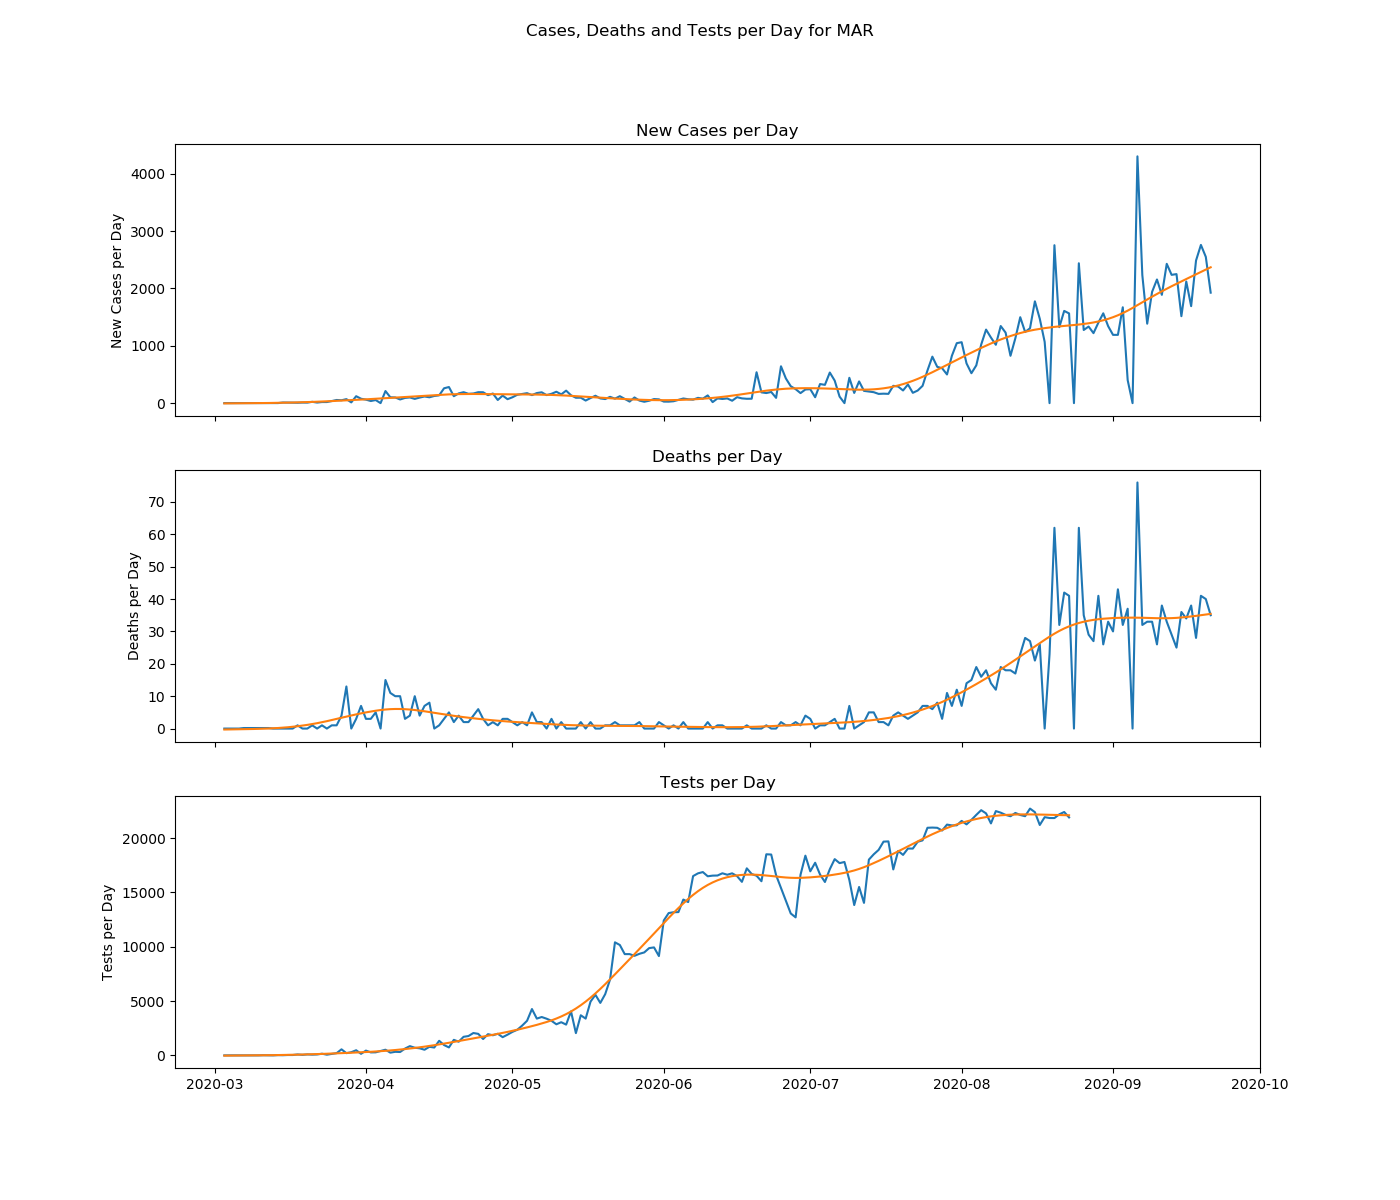 Cases, Deaths and Tests per Day for MAR
New Cases per Day
New Cases per Day
4000
3000
2000
1000
0
Deaths per Day
Deaths per Day
70
60
50
40
30
20
10
0
Tests per Day
Tests per Day
20000
15000
10000
5000
0
2020-03 2020-04 2020-05 2020-06 2020-07 2020-08 2020-09 2020-10